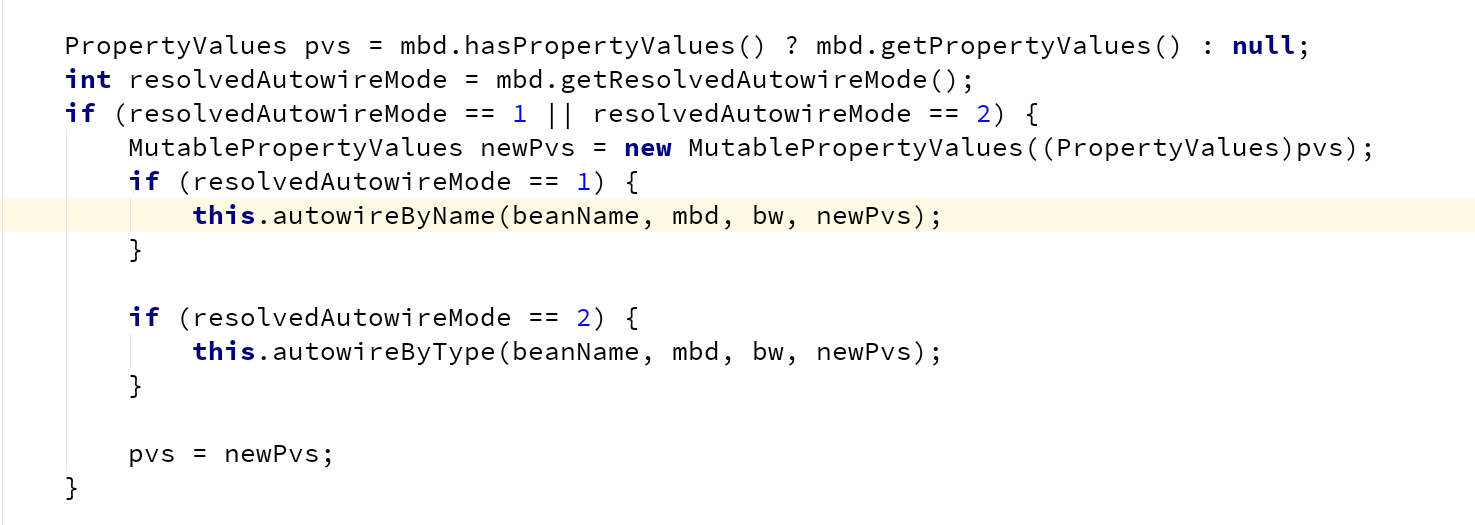 PropertyValues pvs = mbd.hasPropertyValues() ? mbd.getPropertyValues() : null;
int resolvedAutowireMode = mbd.getResolvedAutowireMode();
if (resolvedAutowireMode == 1 || resolvedAutowireMode == 2) {
    MutablePropertyValues newPvs = new MutablePropertyValues((PropertyValues)pvs);
    if (resolvedAutowireMode == 1) {
        this.autowireByName(beanName, mbd, bw, newPvs);
    }

    if (resolvedAutowireMode == 2) {
        this.autowireByType(beanName, mbd, bw, newPvs);
    }

    pvs = newPvs;
}